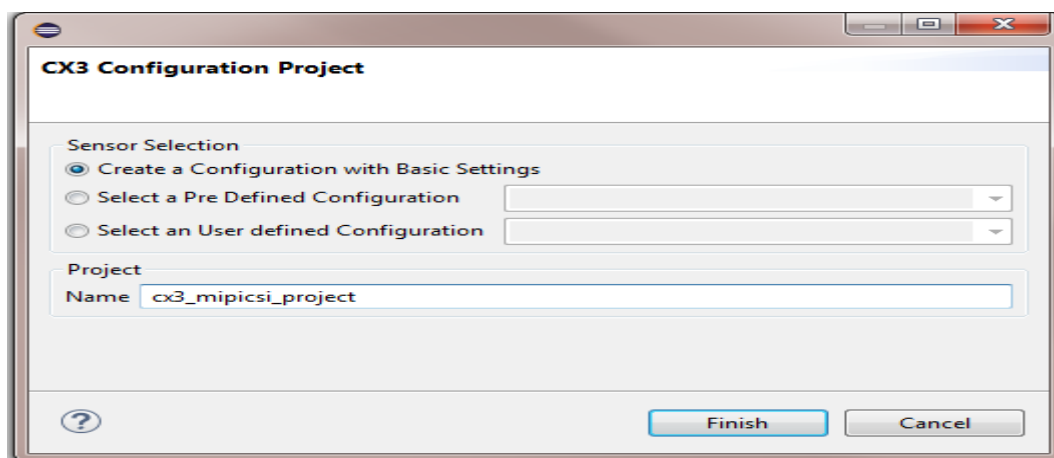 CX3 Configuration Project
Sensor Selection
Create a Configuration with Basic Settings
Select a Pre Defined Configuration
Select an User defined Configuration
Project
Name cx3_mipicsi_project
?
Finish Cancel